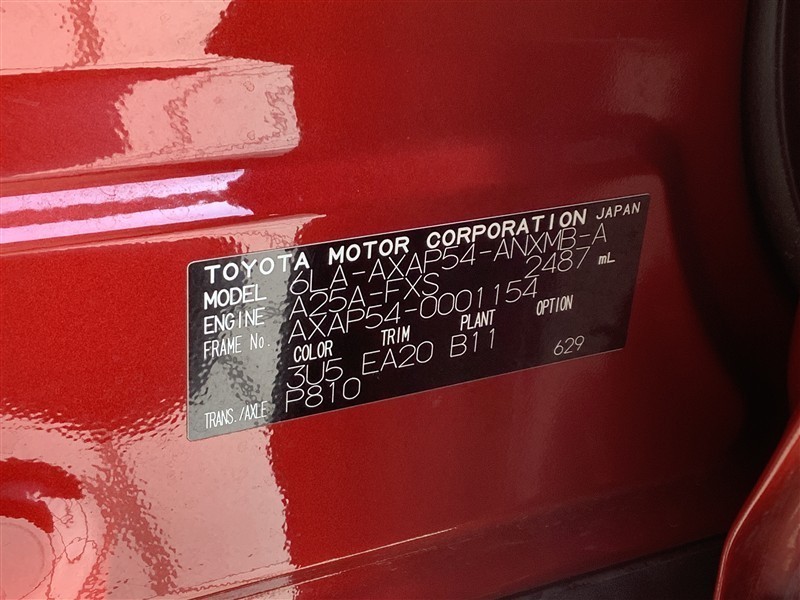 TOYOTA MOTOR CORPORATION JAPAN
MODEL 6LA-AXAP54-ANXMB-A
ENGINE A25A-FXS 2487 mL
FRAME No. AXAP54-0001154
COLOR TRIM PLANT OPTION
3U5 EA20 B11 629
TRANS./AXLE P810